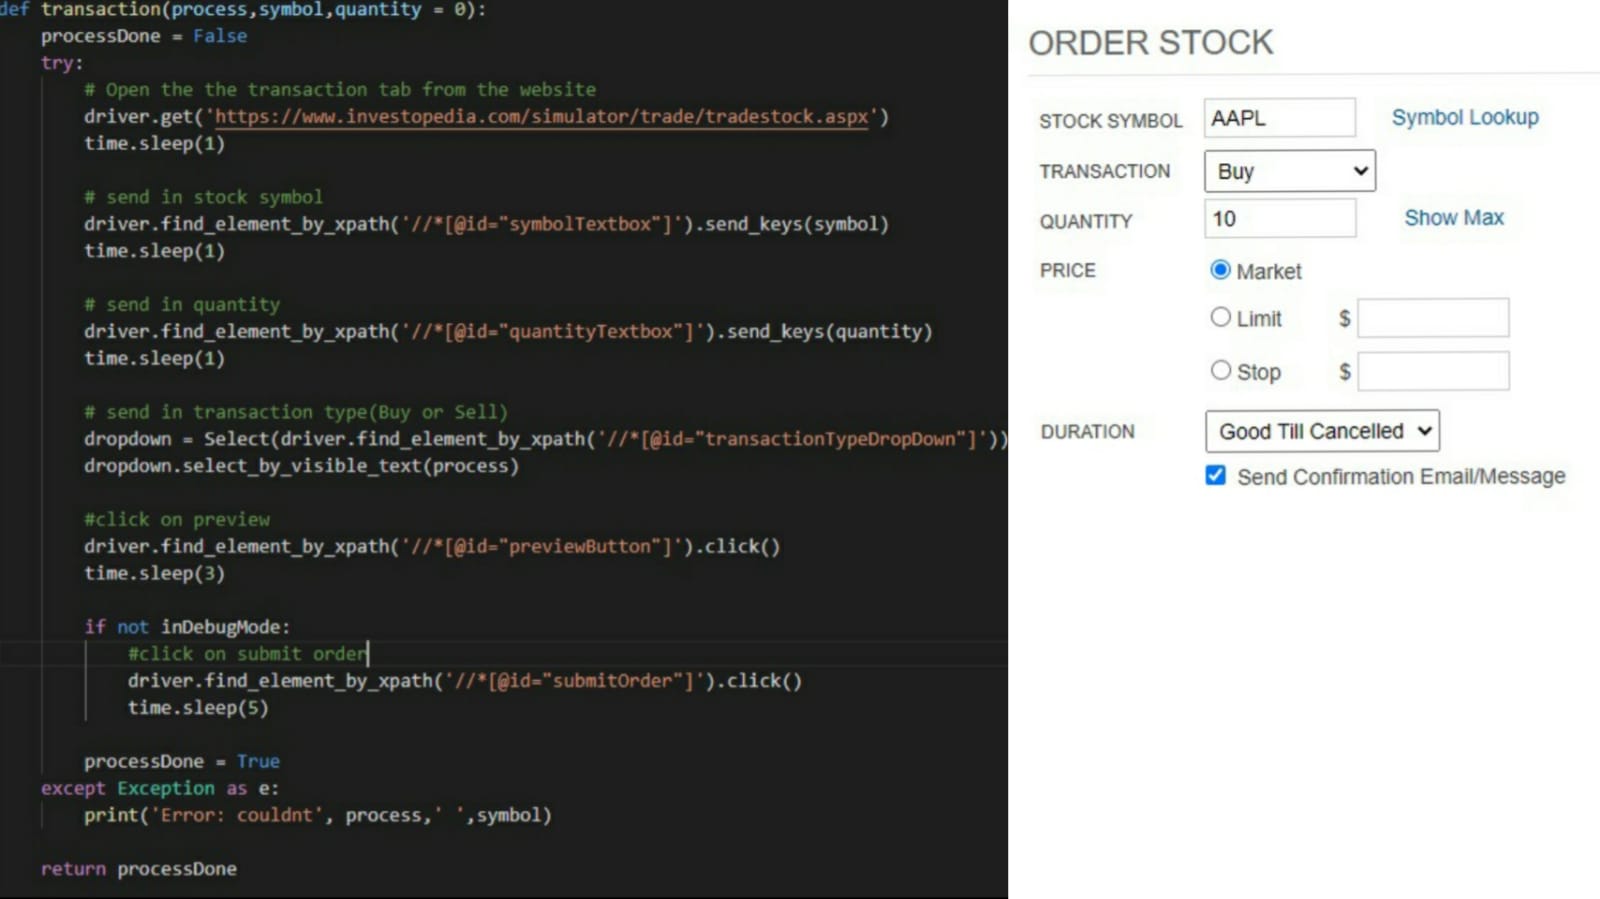 def transaction(process,symbol,quantity = 0):
processDone = False
try:
# Open the the transaction tab from the website
driver.get('https://www.investopedia.com/simulator/trade/tradestock.aspx')
time.sleep(1)
# send in stock symbol
driver.find_element_by_xpath('//*[@id="symbolTextbox"]').send_keys(symbol)
time.sleep(1)
# send in quantity
driver.find_element_by_xpath('//*[@id="quantityTextbox"]').send_keys(quantity)
time.sleep(1)
# send in transaction type(Buy or Sell)
dropdown = Select(driver.find_element_by_xpath('//*[@id="transactionTypeDropDown"]'))
dropdown.select_by_visible_text(process)
#click on preview
driver.find_element_by_xpath('//*[@id="previewButton"]').click()
time.sleep(3)
if not inDebugMode:
#click on submit order
driver.find_element_by_xpath('//*[@id="submitOrder"]').click()
time.sleep(5)
processDone = True
except Exception as e:
print('Error: couldnt', process,' ',symbol)
return processDone
ORDER STOCK
STOCK SYMBOL AAPL Symbol Lookup
TRANSACTION Buy
QUANTITY 10 Show Max
PRICE Market
Limit $
Stop $
DURATION Good Till Cancelled
Send Confirmation Email/Message